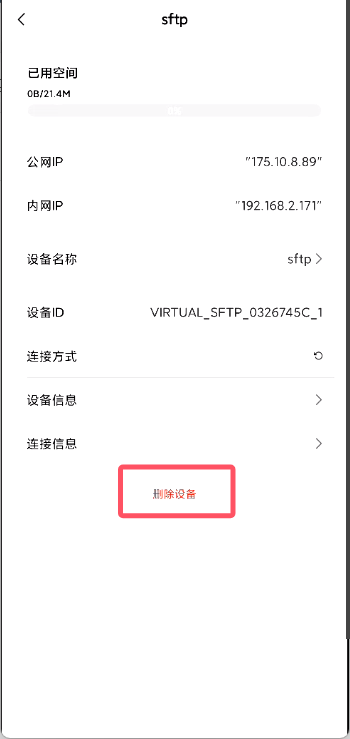 sftp
已用空间
0B/21.4M
公网IP "175.10.8.89"
内网IP "192.168.2.171"
设备名称 sftp
设备ID VIRTUAL_SFTP_0326745C_1
连接方式
设备信息
连接信息
删除设备